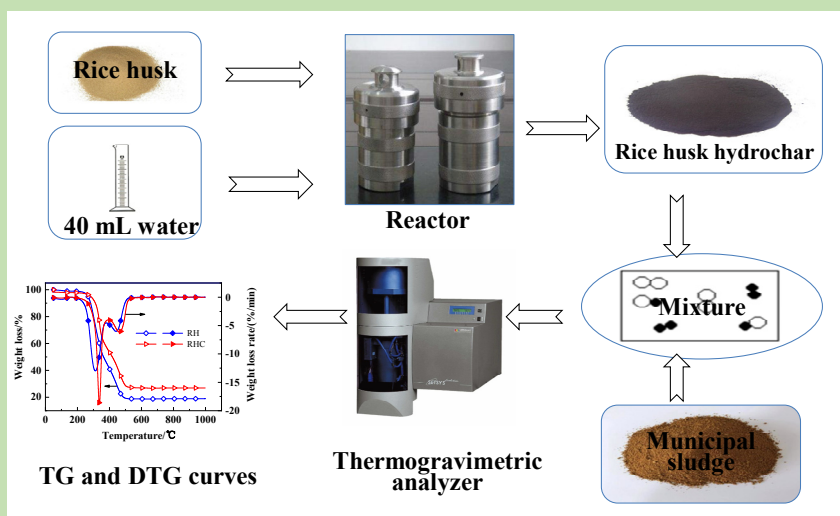 Rice husk
40 mL water
Reactor
Rice husk hydrochar
Mixture
Municipal
sludge
Thermogravimetric
analyzer
TG and DTG curves
Weight loss/%
100
80
60
40
20
0
-5
-10
-15
-20
Weight loss rate/(%/min)
RH
RHC
0 200 400 600 800 1000
Temperature/℃